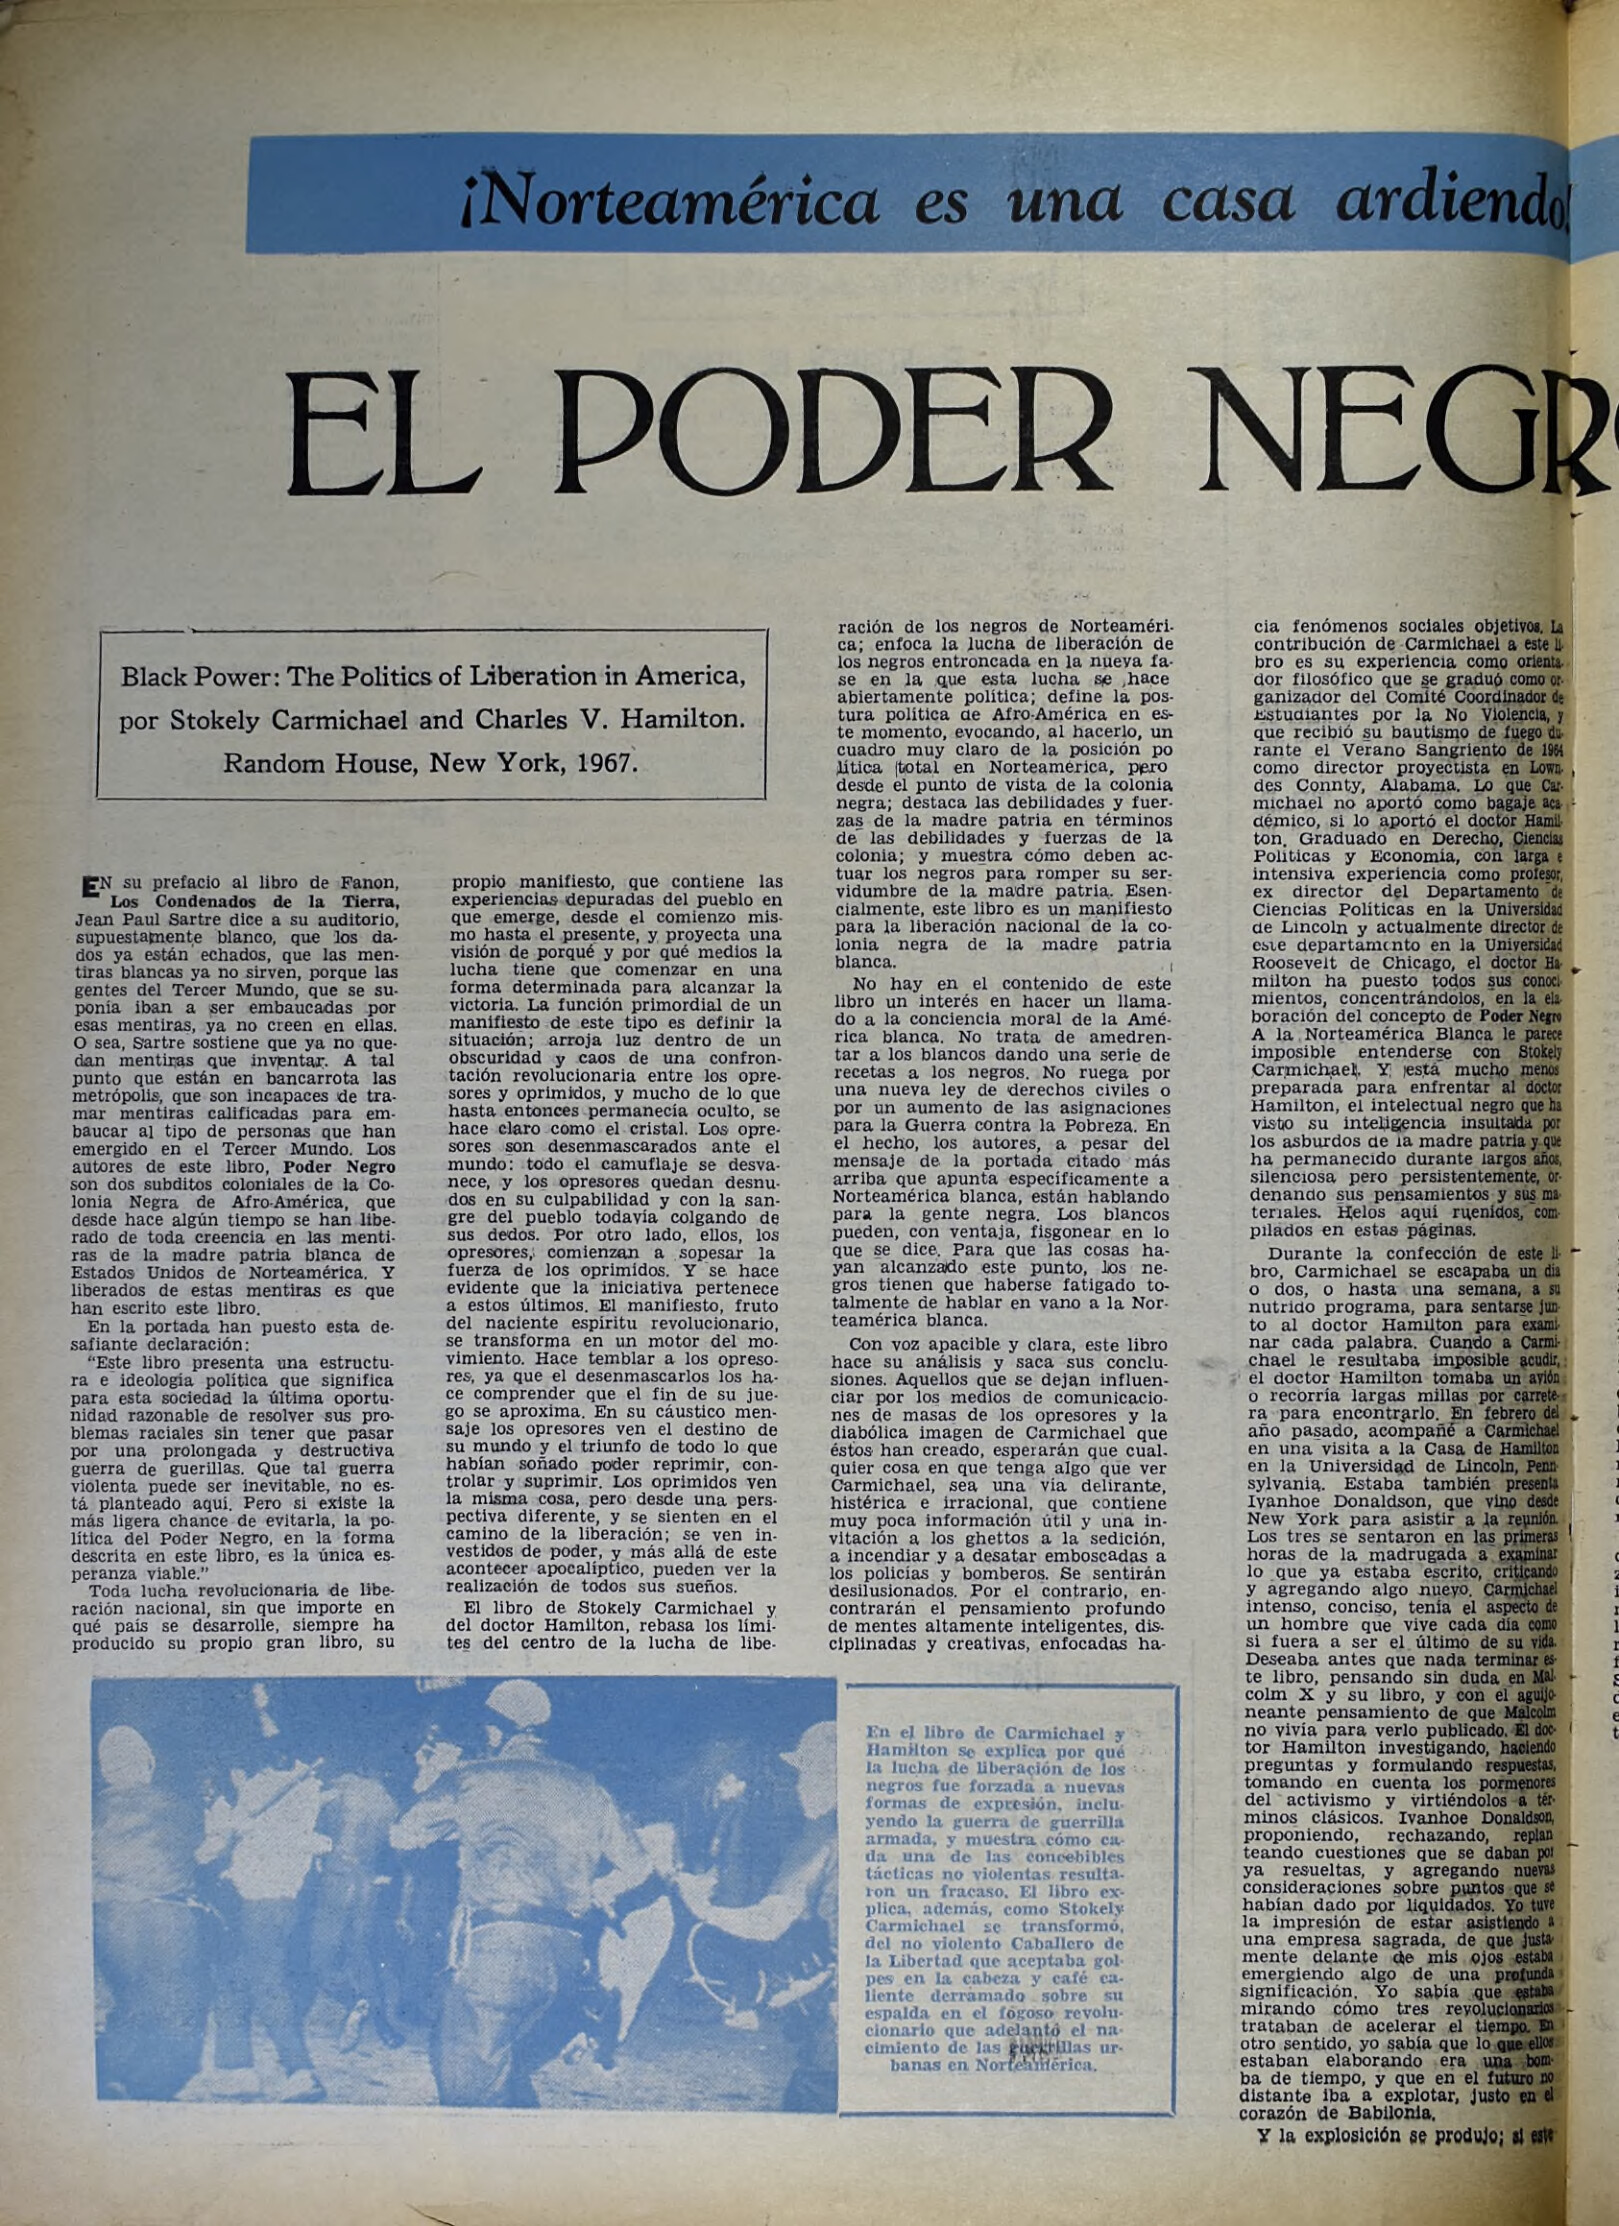 ¡Norteamérica es una casa ardiendo!
EL PODER NEGR
Black Power: The Politics of Liberation in America,
por Stokely Carmichael and Charles V. Hamilton.
Random House, New York, 1967.
EN su prefacio al libro de Fanon,
Los Condenados de la Tierra,
Jean Paul Sartre dice a su auditorio,
supuestamente blanco, que los da-
dos ya están echados, que las men-
tiras blancas ya no sirven, porque las
gentes del Tercer Mundo, que se su-
ponía iban a ser embaucadas por
esas mentiras, ya no creen en ellas.
O sea, Sartre sostiene que ya no que-
dan mentiras que inventar. A tal
punto que están en bancarrota las
metrópolis, que son incapaces de tra-
mar mentiras calificadas para em-
baucar al tipo de personas que han
emergido en el Tercer Mundo. Los
autores de este libro, Poder Negro
son dos subditos coloniales de la Co-
lonia Negra de Afro-América, que
desde hace algún tiempo se han libe-
rado de toda creencia en las menti-
ras de la madre patria blanca de
Estados Unidos de Norteamérica. Y
liberados de estas mentiras es que
han escrito este libro.
En la portada han puesto esta de-
safiante declaración:
"Este libro presenta una estructu-
ra e ideología política que significa
para esta sociedad la última oportu-
nidad razonable de resolver sus pro-
blemas raciales sin tener que pasar
por una prolongada y destructiva
guerra de guerillas. Que tal guerra
violenta puede ser inevitable, no es-
tá planteado aquí. Pero si existe la
más ligera chance de evitarla, la po-
lítica del Poder Negro, en la forma
descrita en este libro, es la única es-
peranza viable."
Toda lucha revolucionaria de libe-
ración nacional, sin que importe en
qué país se desarrolle, siempre ha
producido su propio gran libro, su
propio manifiesto, que contiene las
experiencias depuradas del pueblo en
que emerge, desde el comienzo mis-
mo hasta el presente, y proyecta una
visión de porqué y por qué medios la
lucha tiene que comenzar en una
forma determinada para alcanzar la
victoria. La función primordial de un
manifiesto de este tipo es definir la
situación; arroja luz dentro de un
obscuridad y caos de una confron-
tación revolucionaria entre los opre-
sores y oprimidos, y mucho de lo que
hasta entonces permanecía oculto, se
hace claro como el cristal. Los opre-
sores son desenmascarados ante el
mundo: todo el camuflaje se desva-
nece, y los opresores quedan desnu-
dos en su culpabilidad y con la san-
gre del pueblo todavía colgando de
sus dedos. Por otro lado, ellos, los
opresores, comienzan a sopesar la
fuerza de los oprimidos. Y se hace
evidente que la iniciativa pertenece
a estos últimos. El manifiesto, fruto
del naciente espíritu revolucionario,
se transforma en un motor del mo-
vimiento. Hace temblar a los opreso-
res, ya que el desenmascarlos los ha-
ce comprender que el fin de su jue-
go se aproxima. En su cáustico men-
saje los opresores ven el destino de
su mundo y el triunfo de todo lo que
habían soñado poder reprimir, con-
trolar y suprimir. Los oprimidos ven
la misma cosa, pero desde una pers-
pectiva diferente, y se sienten en el
camino de la liberación; se ven in-
vestidos de poder, y más allá de este
acontecer apocalíptico, pueden ver la
realización de todos sus sueños.
El libro de Stokely Carmichael y
del doctor Hamilton, rebasa los lími-
tes del centro de la lucha de libe-
ración de los negros de Norteaméri-
ca; enfoca la lucha de liberación de
los negros entroncada en la nueva fa-
se en la que esta lucha se hace
abiertamente política; define la pos-
tura política de Afro-América en es-
te momento, evocando, al hacerlo, un
cuadro muy claro de la posición po
lítica total en Norteamérica, pero
desde el punto de vista de la colonia
negra; destaca las debilidades y fuer-
zas de la madre patria en términos
de las debilidades y fuerzas de la
colonia; y muestra cómo deben ac-
tuar los negros para romper su ser-
vidumbre de la madre patria. Esen-
cialmente, este libro es un manifiesto
para la liberación nacional de la co-
lonia negra de la madre patria
blanca.
No hay en el contenido de este
libro un interés en hacer un llama-
do a la conciencia moral de la Amé-
rica blanca. No trata de amedren-
tar a los blancos dando una serie de
recetas a los negros. No ruega por
una nueva ley de derechos civiles o
por un aumento de las asignaciones
para la Guerra contra la Pobreza. En
el hecho, los autores, a pesar del
mensaje de la portada citado más
arriba que apunta específicamente a
Norteamérica blanca, están hablando
para la gente negra. Los blancos
pueden, con ventaja, fisgonear en lo
que se dice. Para que las cosas ha-
yan alcanzado este punto, los ne-
gros tienen que haberse fatigado to-
talmente de hablar en vano a la Nor-
teamérica blanca.
Con voz apacible y clara, este libro
hace su análisis y saca sus conclu-
siones. Aquellos que se dejan influen-
ciar por los medios de comunicacio-
nes de masas de los opresores y la
diabólica imagen de Carmichael que
éstos han creado, esperarán que cual-
quier cosa en que tenga algo que ver
Carmichael, sea una vía delirante,
histérica e irracional, que contiene
muy poca información útil y una in-
vitación a los ghettos a la sedición,
a incendiar y a desatar emboscadas a
los policías y bomberos. Se sentirán
desilusionados. Por el contrario, en-
contrarán el pensamiento profundo
de mentes altamente inteligentes, dis-
ciplinadas y creativas, enfocadas ha-
cia fenómenos sociales objetivos. La
contribución de Carmichael a este li-
bro es su experiencia como orienta-
dor filosófico que se graduó como or-
ganizador del Comité Coordinador de
Estudiantes por la No Violencia, y
que recibió su bautismo de fuego du-
rante el Verano Sangriento de 1964
como director proyectista en Lown-
des Connty, Alabama. Lo que Car-
michael no aportó como bagaje aca-
démico, si lo aportó el doctor Hamil-
ton. Graduado en Derecho, Ciencias
Políticas y Economía, con larga e
intensiva experiencia como profesor,
ex director del Departamento de
Ciencias Políticas en la Universidad
de Lincoln y actualmente director de
este departamento en la Universidad
Roosevelt de Chicago, el doctor Ha-
milton ha puesto todos sus conoci-
mientos, concentrándolos, en la ela-
boración del concepto de Poder Negro
A la Norteamérica Blanca le parece
imposible entenderse con Stokely
Carmichael. Y está mucho menos
preparada para enfrentar al doctor
Hamilton, el intelectual negro que ha
visto su inteligencia insultada por
los asburdos de la madre patria y que
ha permanecido durante largos años,
silenciosa pero persistentemente, or-
denando sus pensamientos y sus ma-
teriales. Helos aquí ruenidos, com-
pilados en estas páginas.
Durante la confección de este li-
bro, Carmichael se escapaba un día
o dos, o hasta una semana, a su
nutrido programa, para sentarse jun-
to al doctor Hamilton para exami-
nar cada palabra. Cuando a Carmi-
chael le resultaba imposible acudir,
el doctor Hamilton tomaba un avión
o recorría largas millas por carrete-
ra para encontrarlo. En febrero del
año pasado, acompañé a Carmichael
en una visita a la Casa de Hamilton
en la Universidad de Lincoln, Penn-
sylvania. Estaba también presente
Ivanhoe Donaldson, que vino desde
New York para asistir a la reunión.
Los tres se sentaron en las primeras
horas de la madrugada a examinar
lo que ya estaba escrito, criticando
y agregando algo nuevo. Carmichael
intenso, conciso, tenía el aspecto de
un hombre que vive cada día como
si fuera a ser el último de su vida.
Deseaba antes que nada terminar es-
te libro, pensando sin duda en Mal-
colm X y su libro, y con el aguijo-
neante pensamiento de que Malcolm
no vivía para verlo publicado. El doc-
tor Hamilton investigando, haciendo
preguntas y formulando respuestas,
tomando en cuenta los pormenores
del activismo y virtiéndolos a tér-
minos clásicos. Ivanhoe Donaldson,
proponiendo, rechazando, replan
teando cuestiones que se daban por
ya resueltas, y agregando nuevas
consideraciones sobre puntos que se
habían dado por liquidados. Yo tuve
la impresión de estar asistiendo a
una empresa sagrada, de que justa-
mente delante de mis ojos estaba
emergiendo algo de una profunda
significación. Yo sabía que estaba
mirando cómo tres revolucionarios
trataban de acelerar el tiempo. En
otro sentido, yo sabía que lo que ellos
estaban elaborando era una bom-
ba de tiempo, y que en el futuro no
distante iba a explotar, justo en el
corazón de Babilonia.
Y la explosición se produjo; si este
En el libro de Carmichael y
Hamilton se explica por qué
la lucha de liberación de los
negros fue forzada a nuevas
formas de expresión, inclu-
yendo la guerra de guerrilla
armada, y muestra cómo ca-
da una de las concebibles
tácticas no violentas resulta-
ron un fracaso. El libro ex-
plica, además, como Stokely
Carmichael se transformó,
del no violento Caballero de
la Libertad que aceptaba gol-
pes en la cabeza y café ca-
liente derramado sobre su
espalda en el fogoso revolu-
cionario que adelantó el na-
cimiento de las guerrillas ur-
banas en Norteamérica.